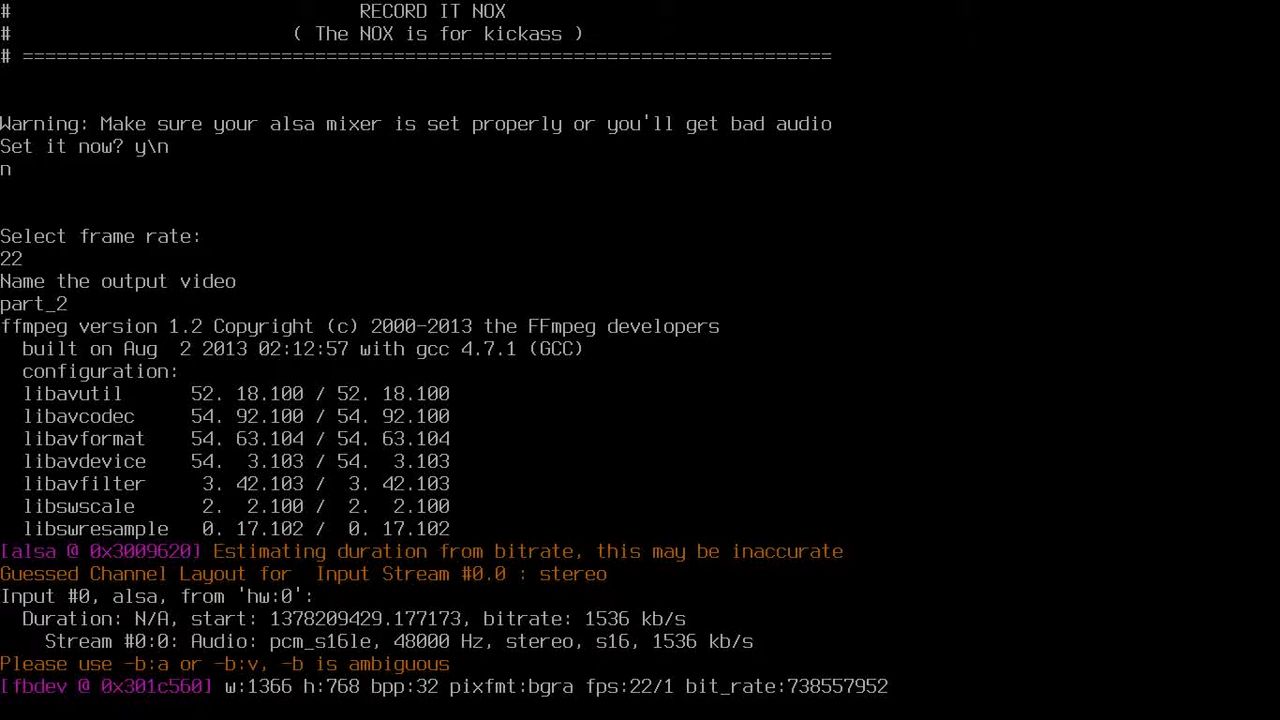 # RECORD IT NOX
# ( The NOX is for kickass )
# ========================================================================
Warning: Make sure your alsa mixer is set properly or you'll get bad audio
Set it now? y\n
n
Select frame rate:
22
Name the output video
part_2
ffmpeg version 1.2 Copyright (c) 2000-2013 the FFmpeg developers
built on Aug  2 2013 02:12:57 with gcc 4.7.1 (GCC)
configuration:
libavutil      52. 18.100 / 52. 18.100
libavcodec     54. 92.100 / 54. 92.100
libavformat    54. 63.104 / 54. 63.104
libavdevice    54.  3.103 / 54.  3.103
libavfilter     3. 42.103 /  3. 42.103
libswscale      2.  2.100 /  2.  2.100
libswresample   0. 17.102 /  0. 17.102
[alsa @ 0x3009620] Estimating duration from bitrate, this may be inaccurate
Guessed Channel Layout for  Input Stream #0.0 : stereo
Input #0, alsa, from 'hw:0':
Duration: N/A, start: 1378209429.177173, bitrate: 1536 kb/s
Stream #0:0: Audio: pcm_s16le, 48000 Hz, stereo, s16, 1536 kb/s
Please use -b:a or -b:v, -b is ambiguous
[fbdev @ 0x301c560] w:1366 h:768 bpp:32 pixfmt:bgra fps:22/1 bit_rate:738557952